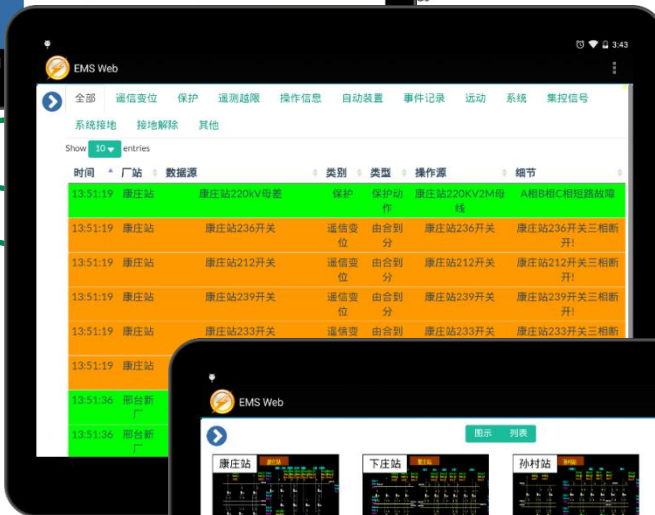 3:43
EMS Web
全部 遥信变位 保护 遥测越限 操作信息 自动装置 事件记录 远动 系统 集控信号
系统接地 接地解除 其他
Show 10 entries
时间 厂站 数据源 类别 类型 操作源 细节
13:51:19 康庄站 康庄站220kV母差 保护 保护动作 康庄站220KV2M母线 A相B相C相短路故障
13:51:19 康庄站 康庄站236开关 遥信变位 由合到分 康庄站236开关 康庄站236开关三相断开!
13:51:19 康庄站 康庄站212开关 遥信变位 由合到分 康庄站212开关 康庄站212开关三相断开!
13:51:19 康庄站 康庄站239开关 遥信变位 由合到分 康庄站239开关 康庄站239开关三相断开!
13:51:19 康庄站 康庄站233开关 遥信变位 由合到分 康庄站233开关 康庄站233开关三相断
13:51:19 康庄站
13:51:36 邢台新厂
13:51:36 邢台新厂
EMS Web
图示 列表
康庄站 康庄站
下庄站
孙村站 孙村站